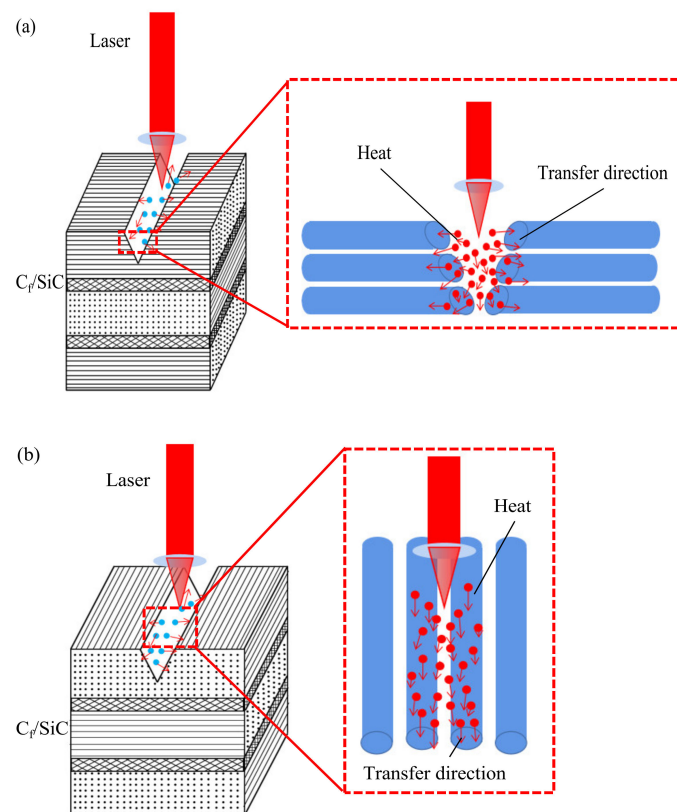 (a)
Laser
Heat
Transfer direction
Cf/SiC
(b)
Laser
Heat
Cf/SiC
Transfer direction